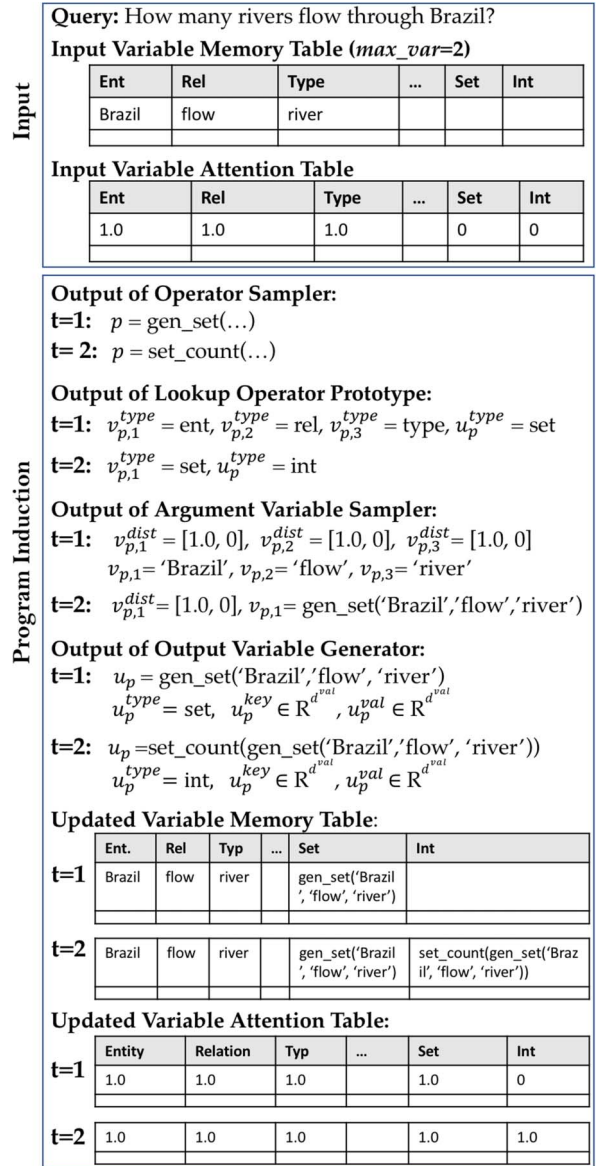 Input
Query: How many rivers flow through Brazil?
Input Variable Memory Table (max_var=2)
Ent Rel Type ... Set Int
Brazil flow river
Input Variable Attention Table
Ent Rel Type ... Set Int
1.0 1.0 1.0 0 0
Program Induction
Output of Operator Sampler:
t=1: p = gen_set(…)
t= 2: p = set_count(…)
Output of Lookup Operator Prototype:
t=1: v_{p,1}^{type} = ent, v_{p,2}^{type} = rel, v_{p,3}^{type} = type, u_p^{type} = set
t=2: v_{p,1}^{type} = set, u_p^{type} = int
Output of Argument Variable Sampler:
t=1: v_{p,1}^{dist} = [1.0, 0], v_{p,2}^{dist} = [1.0, 0], v_{p,3}^{dist}= [1.0, 0]
v_{p,1}= 'Brazil', v_{p,2}= 'flow', v_{p,3}= 'river'
t=2: v_{p,1}^{dist}= [1.0, 0], v_{p,1}= gen_set('Brazil','flow','river')
Output of Output Variable Generator:
t=1: u_p = gen_set('Brazil','flow', 'river')
u_p^{type}= set, u_p^{key} ∈ R^{d^{val}}, u_p^{val} ∈ R^{d^{val}}
t=2: u_p =set_count(gen_set('Brazil','flow', 'river'))
u_p^{type}= int, u_p^{key} ∈ R^{d^{val}}, u_p^{val} ∈ R^{d^{val}}
Updated Variable Memory Table:
Ent. Rel Typ ... Set Int
t=1 Brazil flow river gen_set('Brazil
', 'flow', 'river')
t=2 Brazil flow river gen_set('Brazil set_count(gen_set('Braz
', 'flow', 'river') il', 'flow', 'river'))
Updated Variable Attention Table:
Entity Relation Typ ... Set Int
t=1 1.0 1.0 1.0 1.0 0
t=2 1.0 1.0 1.0 1.0 1.0